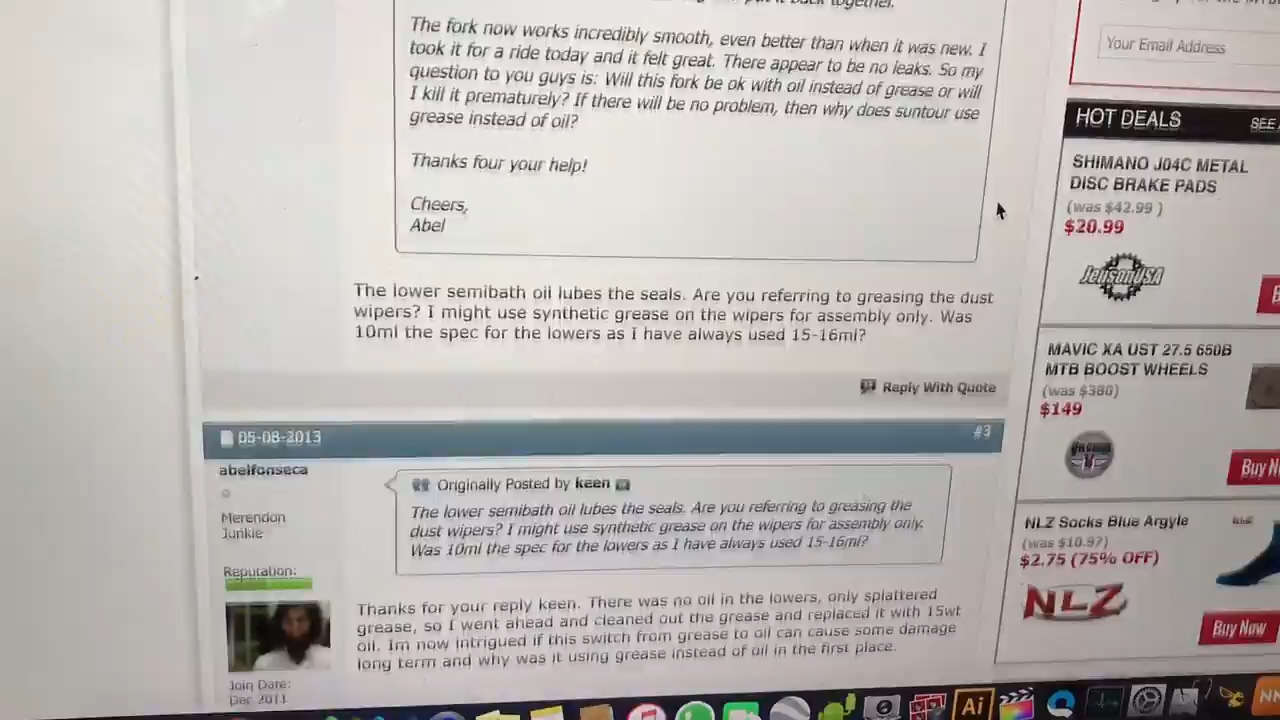 put it back together.
The fork now works incredibly smooth, even better than when it was new. I
took it for a ride today and it felt great. There appear to be no leaks. So my
question to you guys is: Will this fork be ok with oil instead of grease or will
I kill it prematurely? If there will be no problem, then why does suntour use
grease instead of oil?
Thanks four your help!
Cheers,
Abel
The lower semibath oil lubes the seals. Are you referring to greasing the dust
wipers? I might use synthetic grease on the wipers for assembly only. Was
10ml the spec for the lowers as I have always used 15-16ml?
Reply With Quote
05-08-2013
#3
abelfonseca
Merendon
Junkie
Reputation:
Join Date:
Dec 2011
Originally Posted by keen
The lower semibath oil lubes the seals. Are you referring to greasing the
dust wipers? I might use synthetic grease on the wipers for assembly only.
Was 10ml the spec for the lowers as I have always used 15-16ml?
Thanks for your reply keen. There was no oil in the lowers, only splattered
grease, so I went ahead and cleaned out the grease and replaced it with 15wt
oil. Im now intrigued if this switch from grease to oil can cause some damage
long term and why was it using grease instead of oil in the first place.
Your Email Address
HOT DEALS
SEE
SHIMANO J04C METAL
DISC BRAKE PADS
(was $42.99 )
$20.99
JensonUSA
MAVIC XA UST 27.5 650B
MTB BOOST WHEELS
(was $380)
$149
Buy N
NLZ Socks Blue Argyle
(was $10.97)
$2.75 (75% OFF)
NLZ
Buy Now
Ai